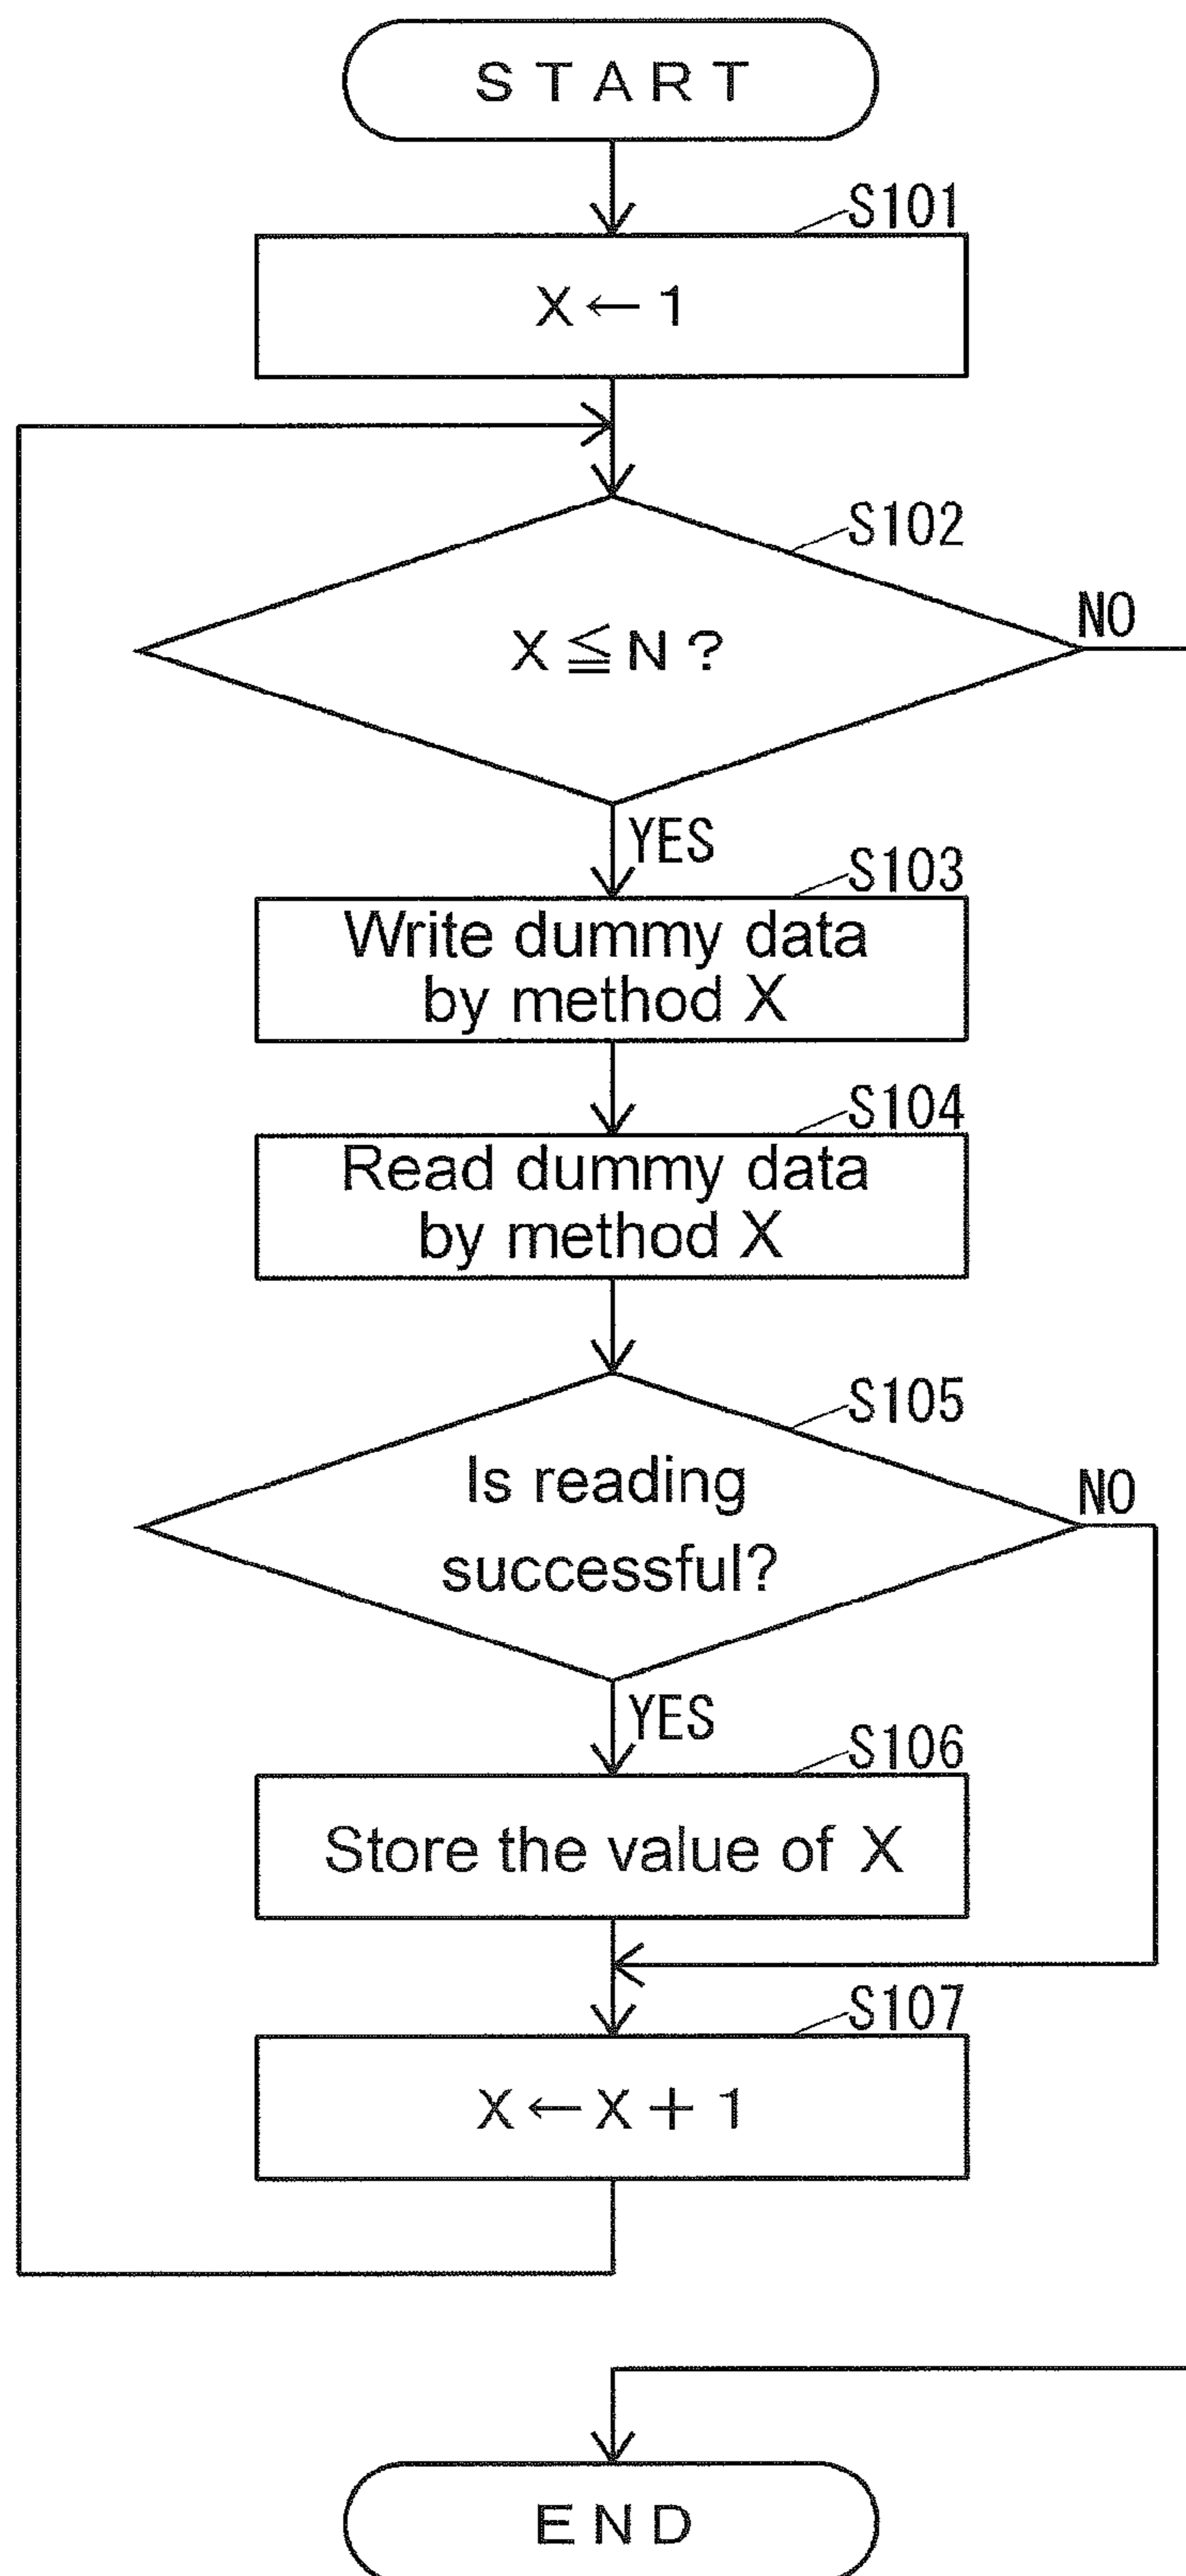 START
S101
X ← 1
S102
X ≦ N ?
NO
YES
S103
Write dummy data
by method X
S104
Read dummy data
by method X
S105
Is reading
successful?
NO
YES
S106
Store the value of X
S107
X ← X + 1
END